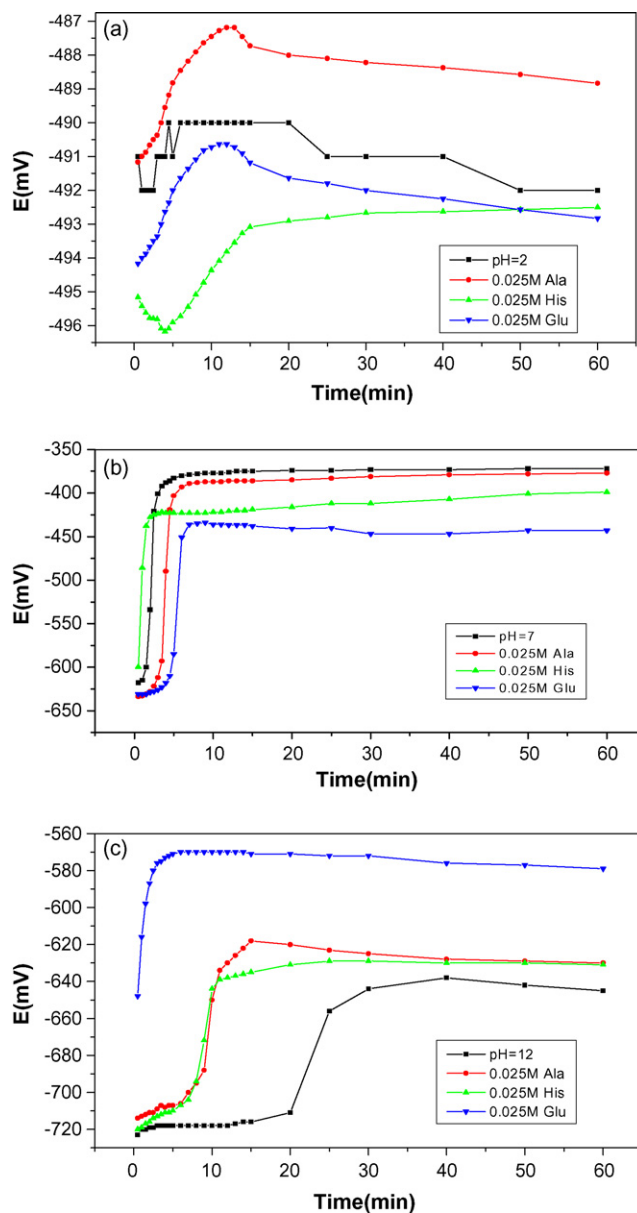 (a)
E(mV)
-487
-488
-489
-490
-491
-492
-493
-494
-495
-496
pH=2
0.025M Ala
0.025M His
0.025M Glu
0 10 20 30 40 50 60
Time(min)
(b)
E(mV)
-350
-400
-450
-500
-550
-600
-650
pH=7
0.025M Ala
0.025M His
0.025M Glu
0 10 20 30 40 50 60
Time(min)
(c)
E(mV)
-560
-580
-600
-620
-640
-660
-680
-700
-720
pH=12
0.025M Ala
0.025M His
0.025M Glu
0 10 20 30 40 50 60
Time(min)